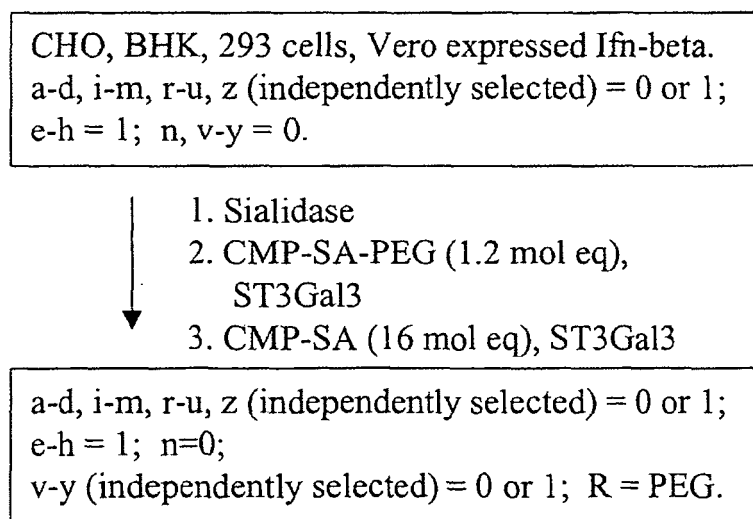 CHO, BHK, 293 cells, Vero expressed Ifn-beta.
a-d, i-m, r-u, z (independently selected) = 0 or 1;
e-h = 1; n, v-y = 0.
1. Sialidase
2. CMP-SA-PEG (1.2 mol eq),
ST3Gal3
3. CMP-SA (16 mol eq), ST3Gal3
a-d, i-m, r-u, z (independently selected) = 0 or 1;
e-h = 1; n=0;
v-y (independently selected) = 0 or 1; R = PEG.